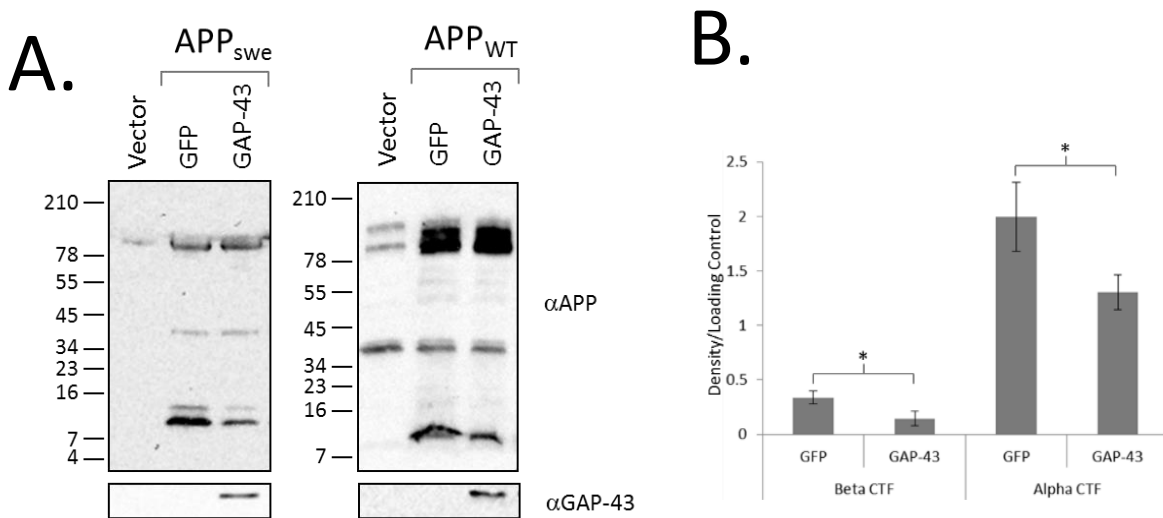 A.
APPswe
Vector
GFP
GAP-43
210
78
55
45
34
23
16
7
4
APPWT
Vector
GFP
GAP-43
210
78
55
45
34
23
16
7
αAPP
αGAP-43
B.
Density/Loading Control
2.5
2
1.5
1
0.5
0
*
*
GFP
GAP-43
GFP
GAP-43
Beta CTF
Alpha CTF